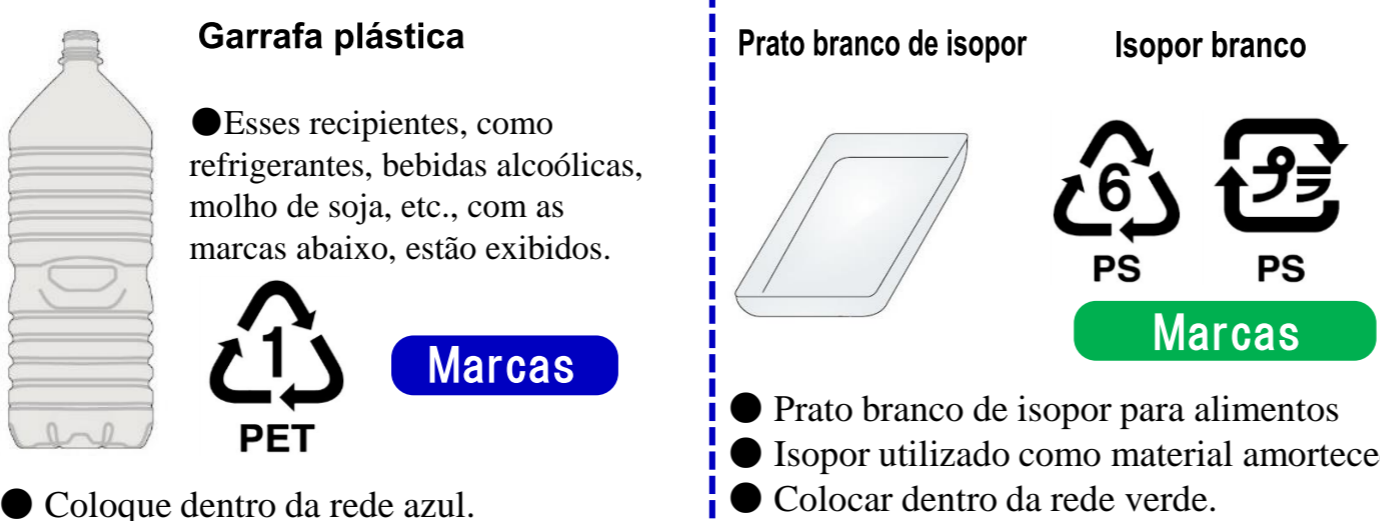 Garrafa plástica
●Esses recipientes, como
refrigerantes, bebidas alcoólicas,
molho de soja, etc., com as
marcas abaixo, estão exibidos.
1
PET
Marcas
● Coloque dentro da rede azul.
Prato branco de isopor
Isopor branco
6
PS
プラ
PS
Marcas
● Prato branco de isopor para alimentos
● Isopor utilizado como material amortece
● Colocar dentro da rede verde.